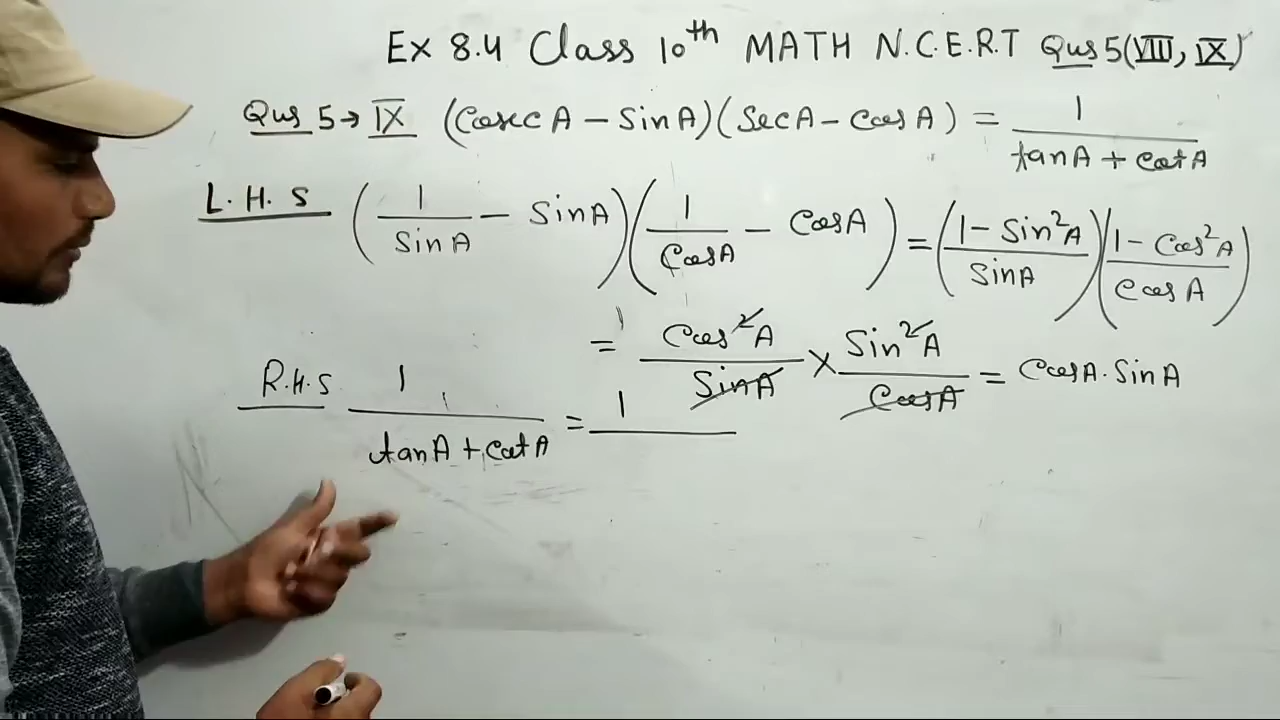 Ex 8.4 Class 10th MATH N.C.E.R.T Qus 5(VIII, IX)
Qus 5→ IX (CosecA - SinA)(SecA - CosA) = 1/(tanA + CotA)
L.H.S (1/SinA - SinA)(1/CosA - CosA) = ((1 - Sin²A)/SinA)((1 - Cos²A)/CosA)
= Cos²A/SinA × Sin²A/CosA = CosA·SinA
R.H.S 1/(tanA + CotA) = 1/